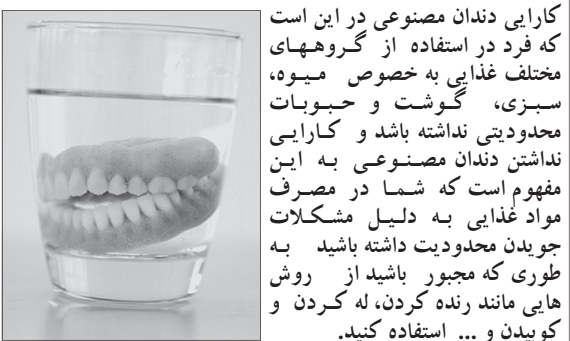 کارایی دندان مصنوعی در این است
که فرد در استفاده از گروههای
مختلف غذایی به خصوص میوه،
سبزی، گوشت و حبوبات
محدودیتی نداشته باشد و کارایی
نداشتن دندان مصنوعی به این
مفهوم است که شما در مصرف
مواد غذایی به دلیل مشکلات
جویدن محدودیت داشته باشید به
طوری که مجبور باشید از روش
هایی مانند رنده کردن، له کردن و
کوبیدن و ... استفاده کنید.